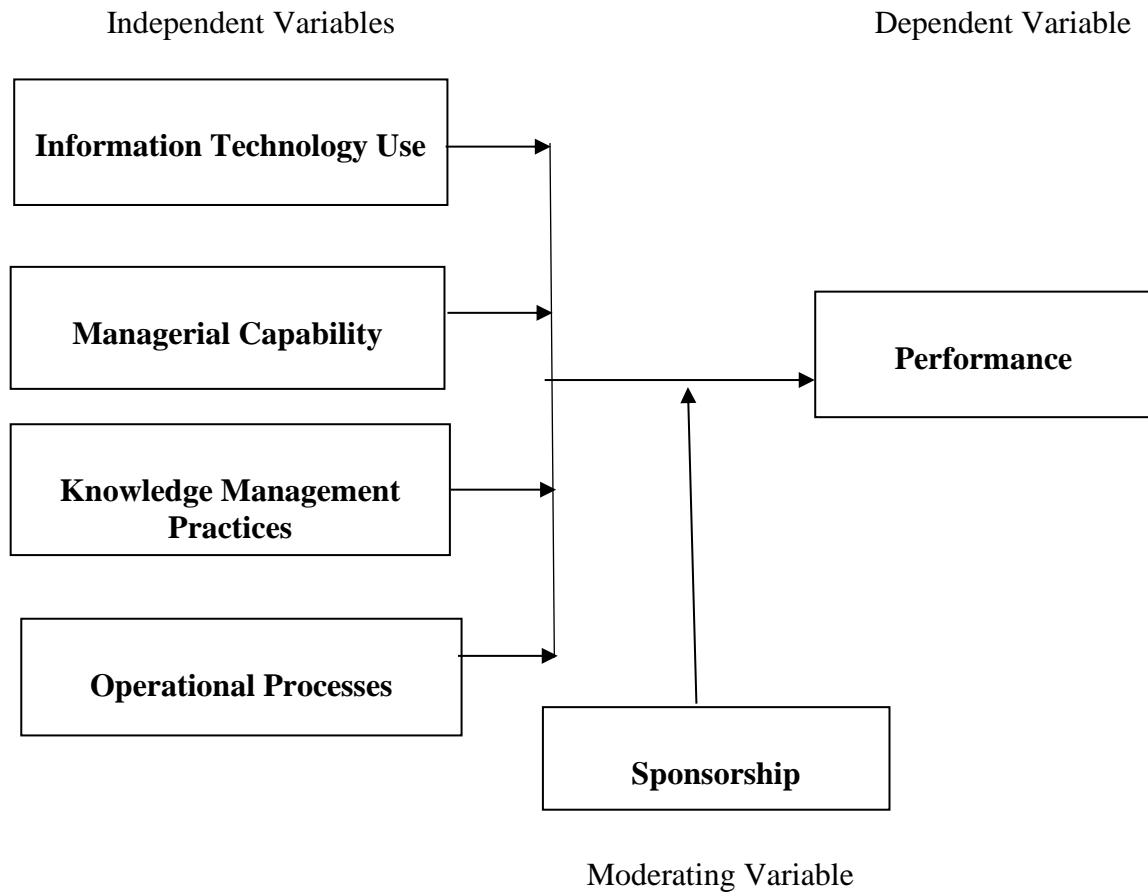 Independent Variables
Dependent Variable
Information Technology Use
Managerial Capability
Performance
Knowledge Management
Practices
Operational Processes
Sponsorship
Moderating Variable